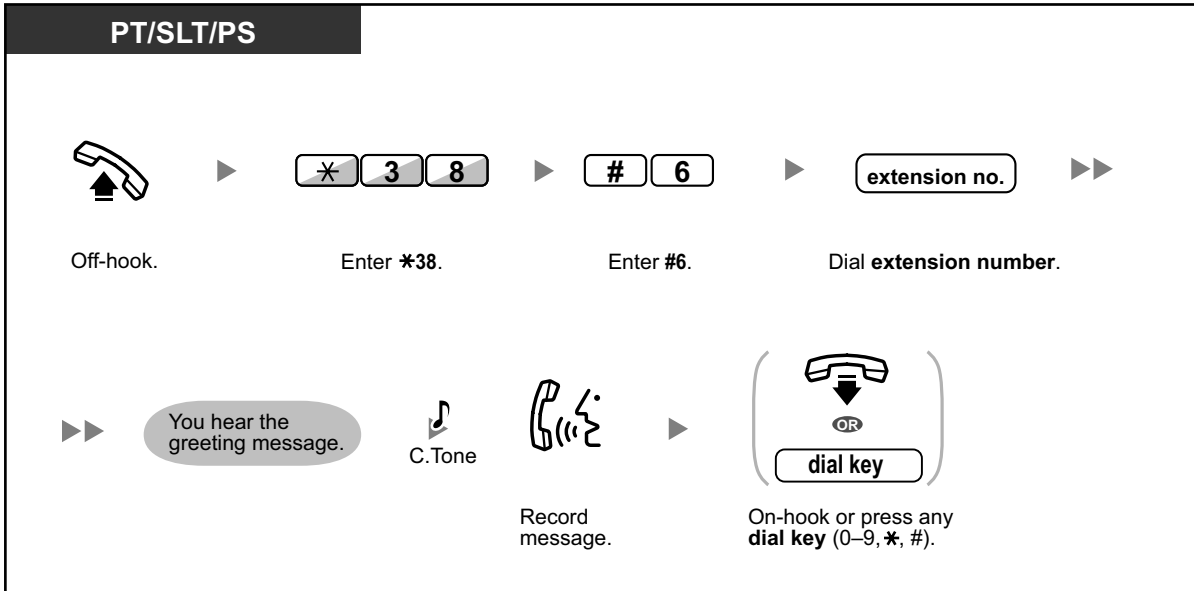 PT/SLT/PS
* 3 8
# 6
extension no.
Off-hook.
Enter *38.
Enter #6.
Dial extension number.
You hear the
greeting message.
C.Tone
OR
dial key
Record
message.
On-hook or press any
dial key (0–9, *, #).